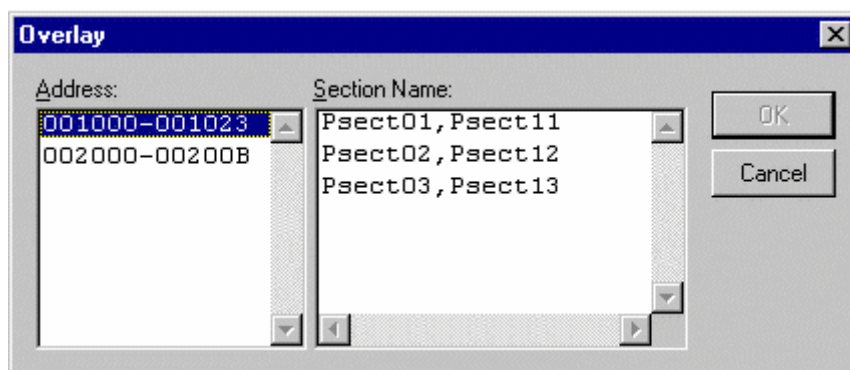 Overlay
Address:
001000-001023
002000-00200B
Section Name:
Psect01,Psect11
Psect02,Psect12
Psect03,Psect13
OK
Cancel